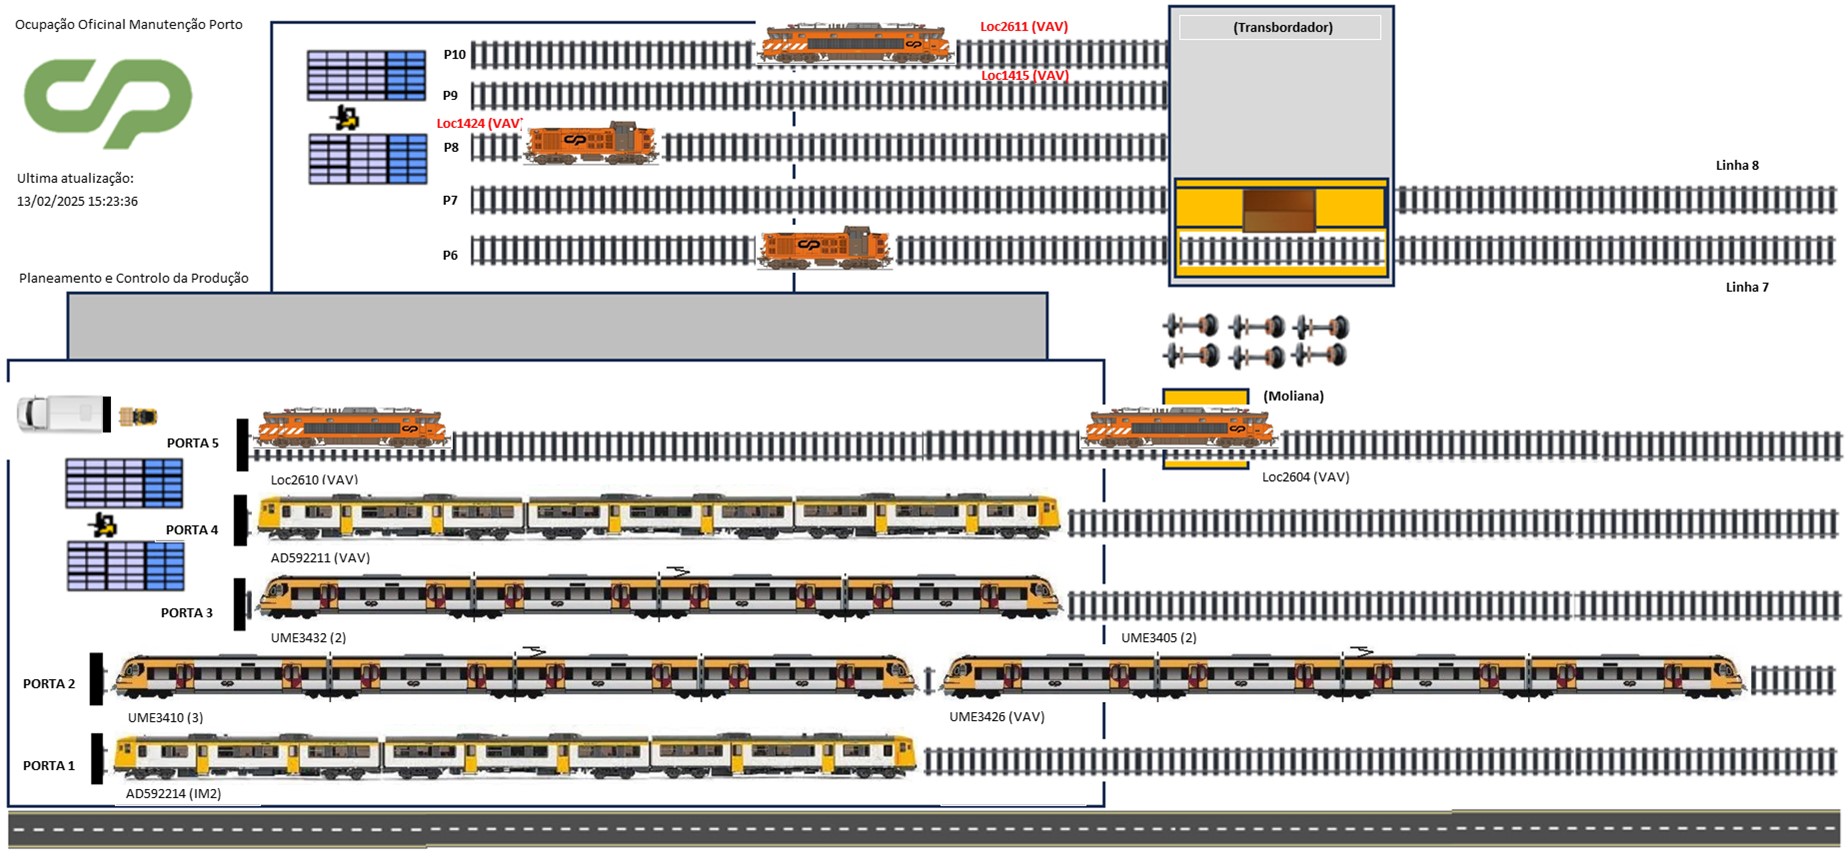 Ocupação Oficinal Manutenção Porto
CP
Ultima atualização:
13/02/2025 15:23:36
Planeamento e Controlo da Produção
(Transbordador)
Loc2611 (VAV)
P10
Loc1415 (VAV)
P9
Loc1424 (VAV)
P8
P7
P6
Linha 8
Linha 7
(Moliana)
PORTA 5
Loc2610 (VAV)
Loc2604 (VAV)
PORTA 4
AD592211 (VAV)
PORTA 3
UME3432 (2)
UME3405 (2)
PORTA 2
UME3410 (3)
UME3426 (VAV)
PORTA 1
AD592214 (IM2)